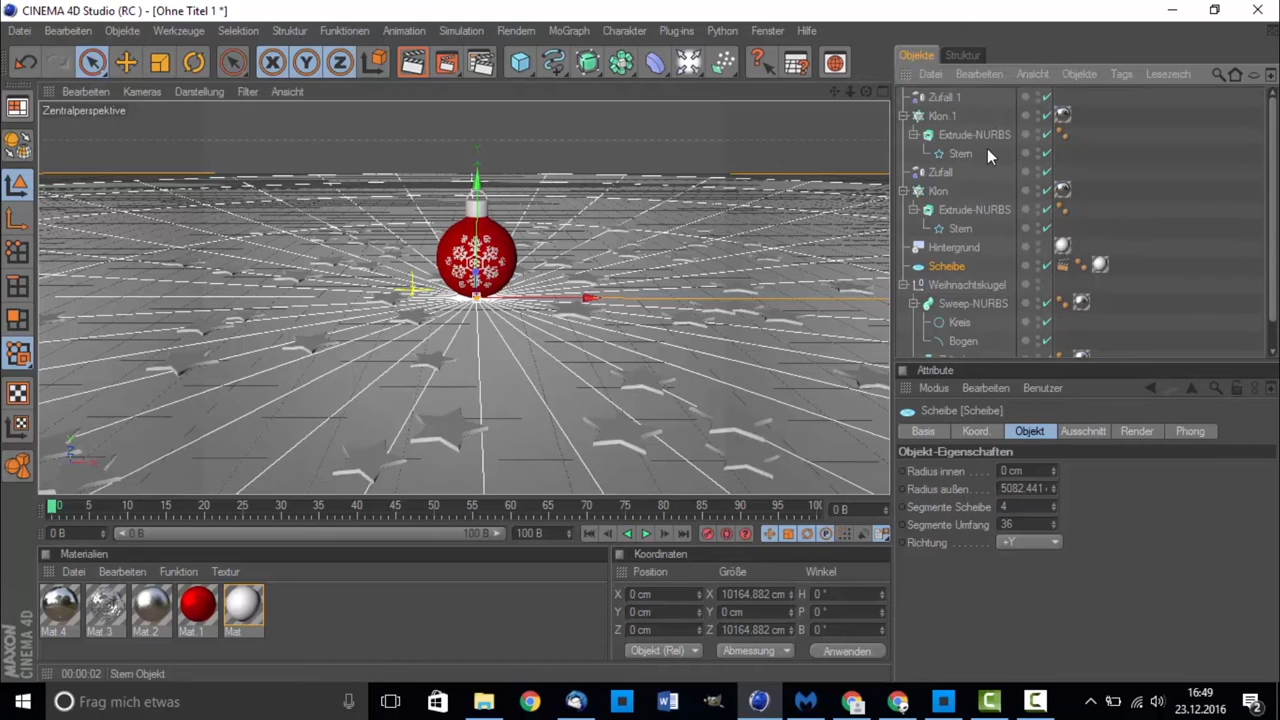 CINEMA 4D Studio (RC ) - [Ohne Titel 1 *]
Datei Bearbeiten Objekte Werkzeuge Selektion Struktur Funktionen Animation Simulation Rendern MoGraph Charakter Plug-ins Python Fenster Hilfe
X Y Z
Objekte Struktur
Datei Bearbeiten Ansicht Objekte Tags Lesezeich
Bearbeiten Kameras Darstellung Filter Ansicht
Zentralperspektive
Zufall 1
Klon.1
Extrude-NURBS
Stern
Zufall
Klon
Extrude-NURBS
Stern
Hintergrund
Scheibe
Weihnachtskugel
Sweep-NURBS
Kreis
Bogen
Attribute
Modus Bearbeiten Benutzer
Scheibe [Scheibe]
Basis Koord. Objekt Ausschnitt Render Phong
Objekt-Eigenschaften
Radius innen 0 cm
Radius außen 5082.441
Segmente Scheibe 4
Segmente Umfang 36
Richtung +Y
0 5 10 15 20 25 30 35 40 45 50 55 60 65 70 75 80 85 90 95 100 0 B
0 B 0 B 100 B 100 B
Materialien
Datei Bearbeiten Funktion Textur
Mat.4 Mat.3 Mat.2 Mat.1 Mat
Koordinaten
Position Größe Winkel
X 0 cm X 10164.882 cm H 0 °
Y 0 cm Y 0 cm P 0 °
Z 0 cm Z 10164.882 cm B 0 °
Objekt (Rel) Abmessung Anwenden
MAXON
CINEMA 4D
00:00:02 Stern Objekt
Frag mich etwas
16:49
23.12.2016